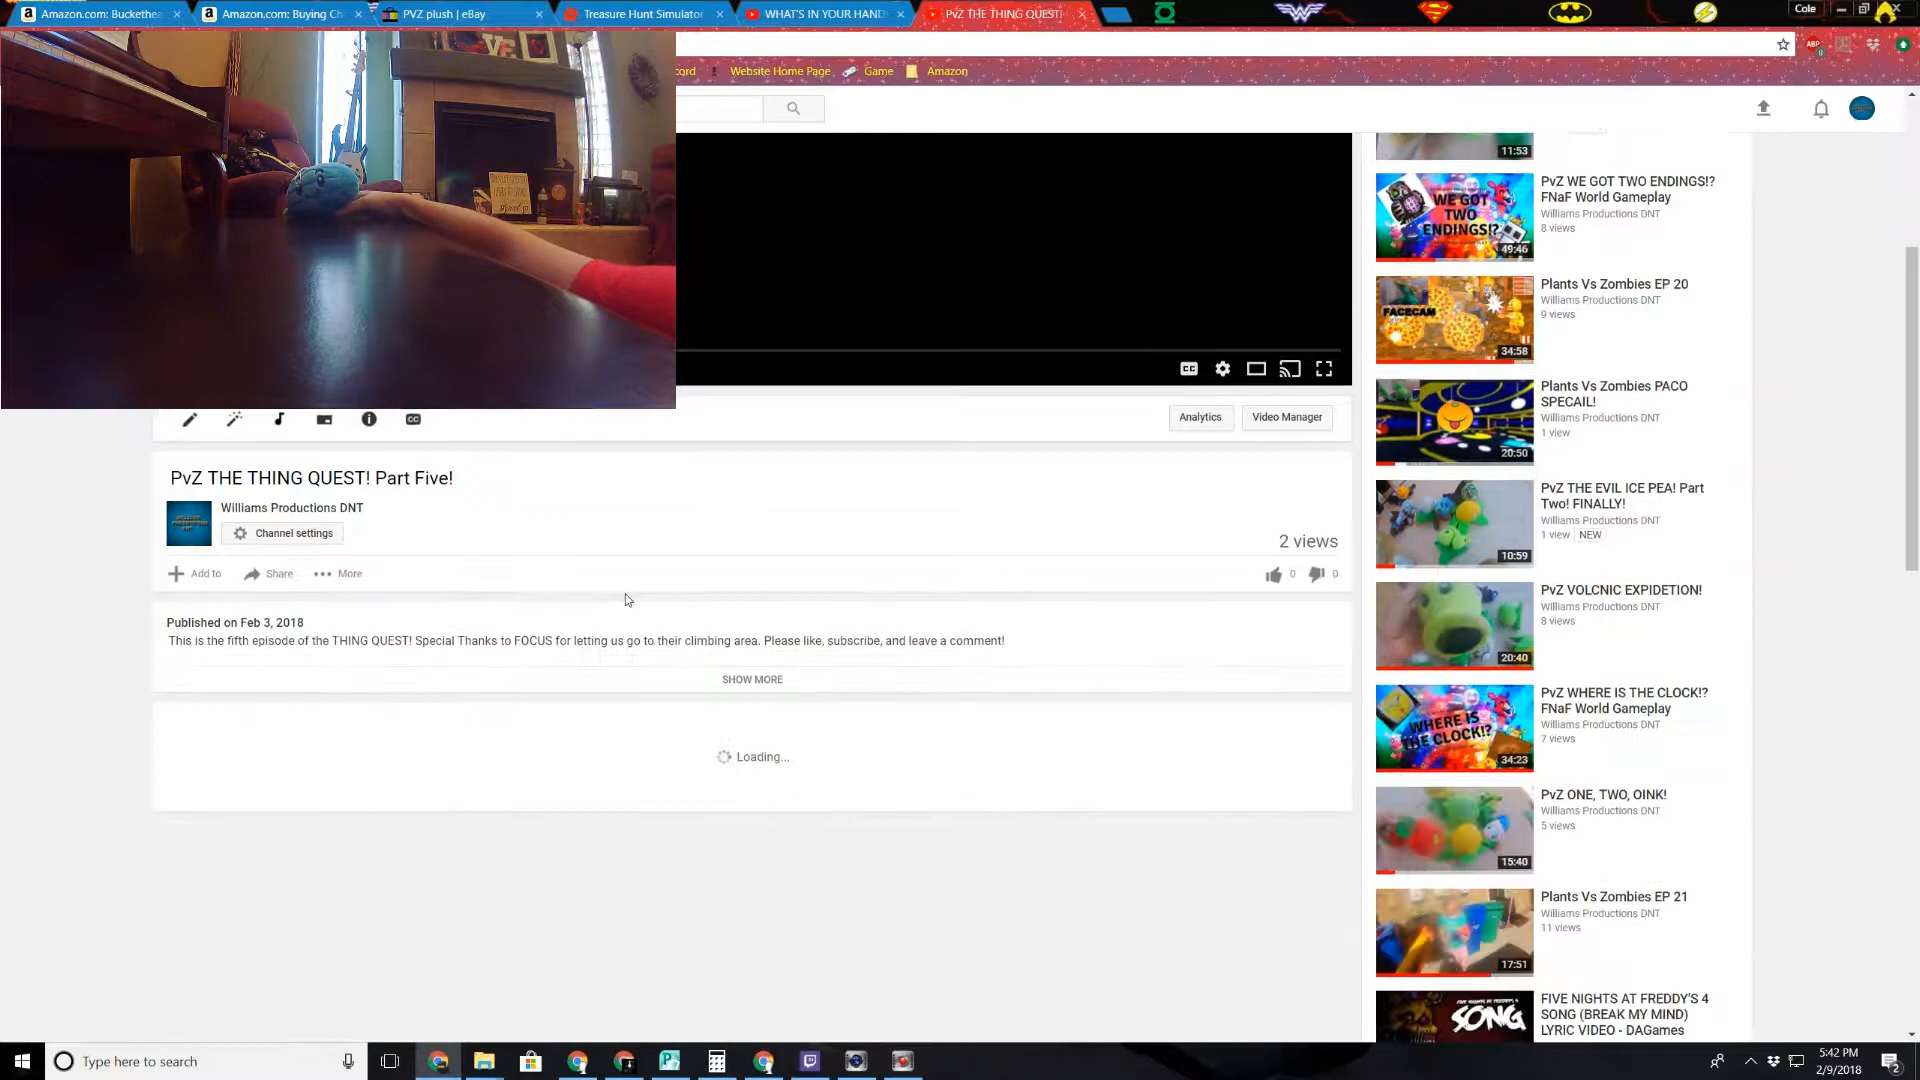 Amazon.com: Buckethea
Amazon.com: Buying Ch
PVZ plush | eBay
Treasure Hunt Simulator
WHAT'S IN YOUR HAND
PvZ THE THING QUEST!
Cole
cord
Website Home Page
Game
Amazon
ABP
11:53
PvZ WE GOT TWO ENDINGS!?
FNaF World Gameplay
Williams Productions DNT
8 views
WE GOT
TWO
ENDINGS!?
49:46
Plants Vs Zombies EP 20
Williams Productions DNT
9 views
FACECAM
34:58
CC
Plants Vs Zombies PACO
SPECAIL!
Williams Productions DNT
1 view
20:50
CC
Analytics
Video Manager
PvZ THE THING QUEST! Part Five!
Williams Productions DNT
Channel settings
2 views
Add to
Share
More
0
0
Published on Feb 3, 2018
This is the fifth episode of the THING QUEST! Special Thanks to FOCUS for letting us go to their climbing area. Please like, subscribe, and leave a comment!
SHOW MORE
Loading...
PvZ THE EVIL ICE PEA! Part
Two! FINALLY!
Williams Productions DNT
1 view NEW
10:59
PvZ VOLCNIC EXPIDETION!
Williams Productions DNT
8 views
20:40
PvZ WHERE IS THE CLOCK!?
FNaF World Gameplay
Williams Productions DNT
7 views
WHERE IS
THE CLOCK!?
34:23
PvZ ONE, TWO, OINK!
Williams Productions DNT
5 views
15:40
Plants Vs Zombies EP 21
Williams Productions DNT
11 views
17:51
FIVE NIGHTS AT FREDDY'S 4
SONG (BREAK MY MIND)
LYRIC VIDEO - DAGames
SONG
Type here to search
5:42 PM
2/9/2018
2